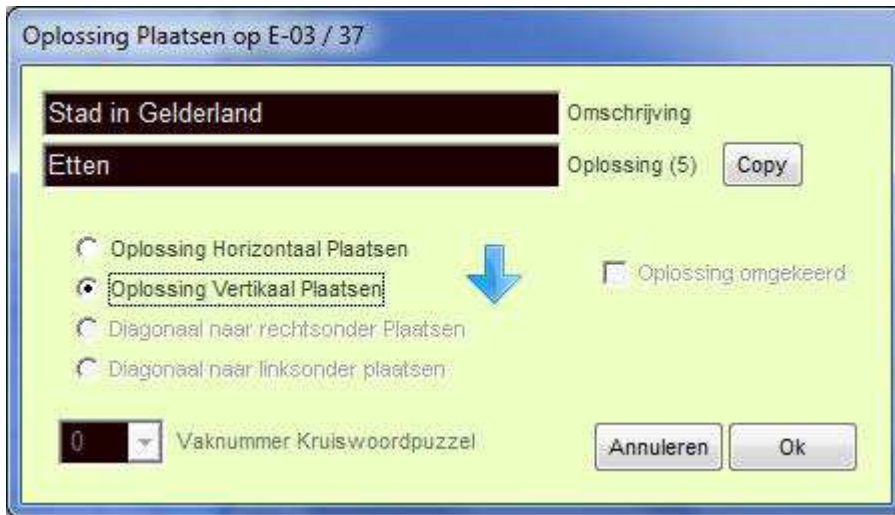 Oplossing Plaatsen op E-03 / 37
Stad in Gelderland Omschrijving
Etten Oplossing (5) Copy
Oplossing Horizontaal Plaatsen
Oplossing omgekeerd
Oplossing Vertikaal Plaatsen
Diagonaal naar rechtsonder Plaatsen
Diagonaal naar linksonder plaatsen
0 Vaknummer Kruiswoordpuzzel Annuleren Ok